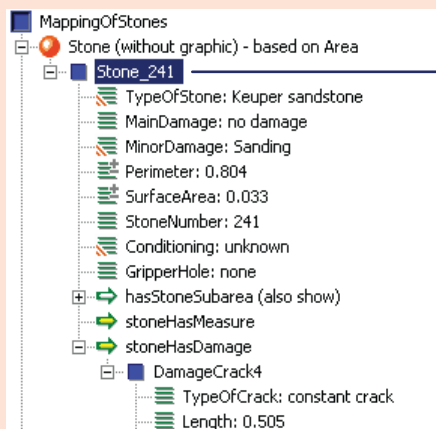 MappingOfStones
Stone (without graphic) - based on Area
Stone_241
TypeOfStone: Keuper sandstone
MainDamage: no damage
MinorDamage: Sanding
Perimeter: 0.804
SurfaceArea: 0.033
StoneNumber: 241
Conditioning: unknown
GripperHole: none
hasStoneSubarea (also show)
stoneHasMeasure
stoneHasDamage
DamageCrack4
TypeOfCrack: constant crack
Length: 0.505